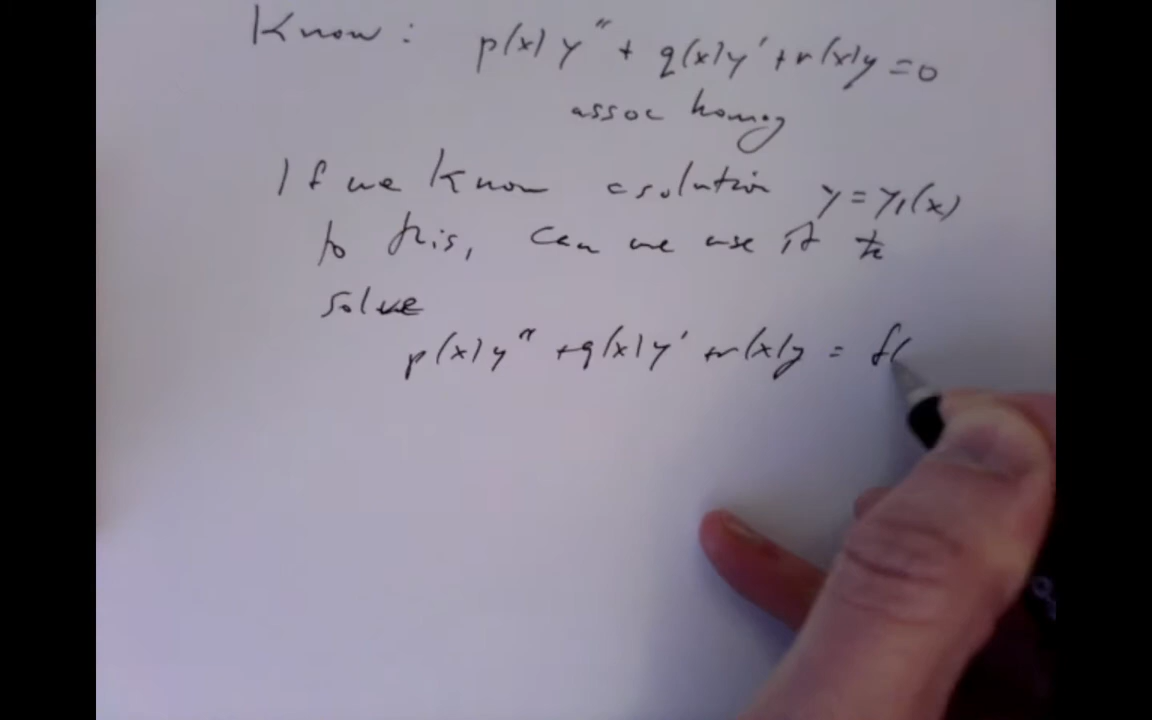 Know: p(x)y" + q(x)y' + r(x)y = 0
assoc homog
If we know a solution y = y₁(x)
to this, can we use it to
solve
p(x)y" + q(x)y' + r(x)y = f(